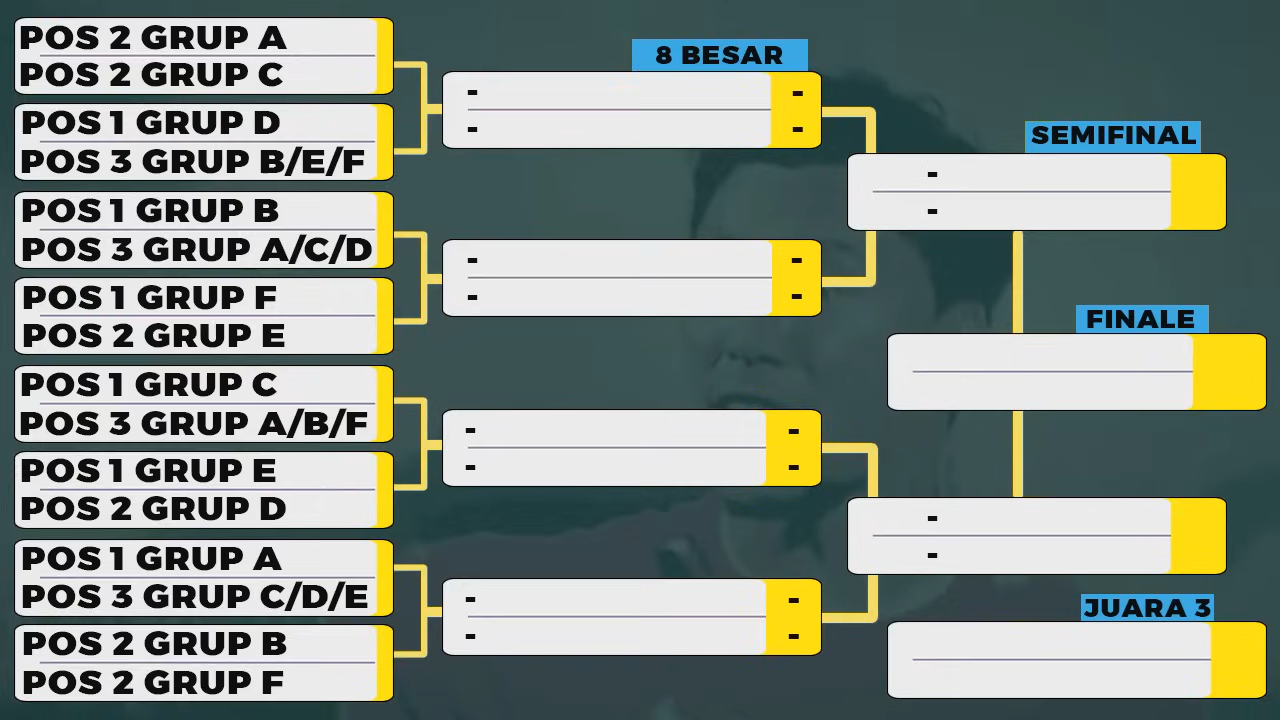 POS 2 GRUP A
POS 2 GRUP C
POS 1 GRUP D
POS 3 GRUP B/E/F
POS 1 GRUP B
POS 3 GRUP A/C/D
POS 1 GRUP F
POS 2 GRUP E
POS 1 GRUP C
POS 3 GRUP A/B/F
POS 1 GRUP E
POS 2 GRUP D
POS 1 GRUP A
POS 3 GRUP C/D/E
POS 2 GRUP B
POS 2 GRUP F
8 BESAR
- -
- -
- -
- -
- -
- -
- -
- -
SEMIFINAL
-
-
FINALE
-
-
JUARA 3